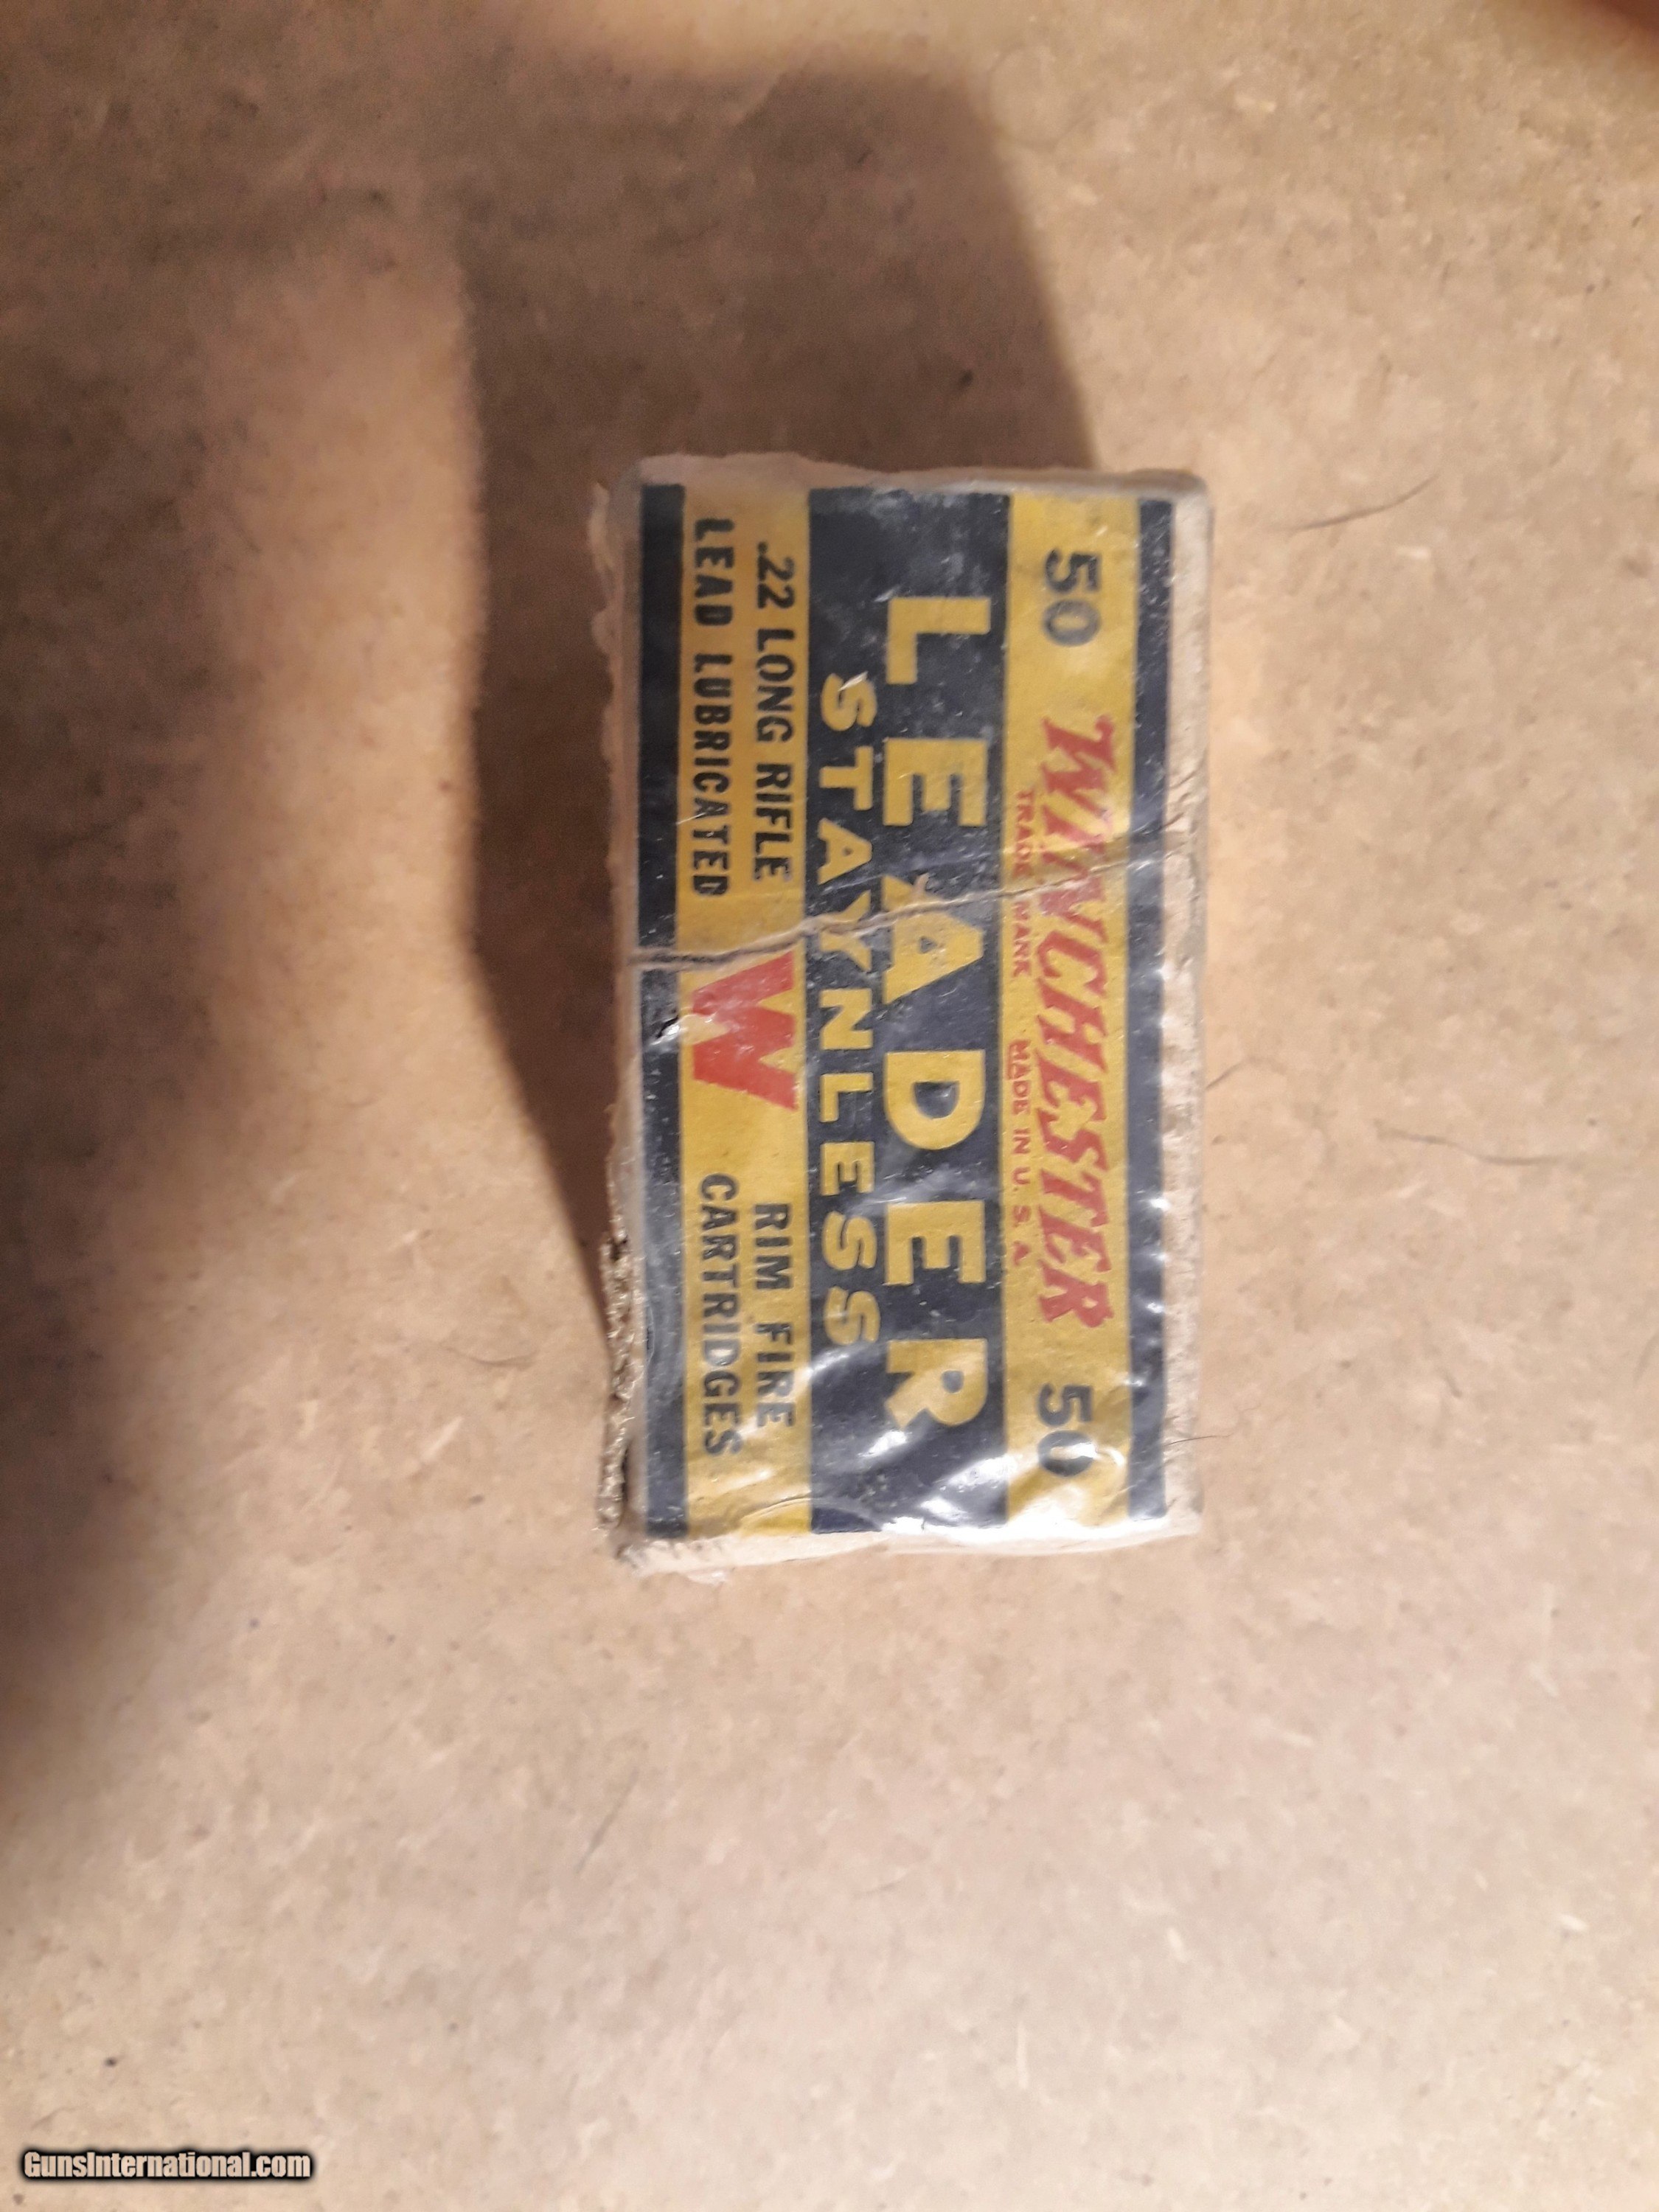 50 WINCHESTER 50
TRADE MARK MADE IN U.S.A.
LEADER
STAYNLESS
.22 LONG RIFLE
LEAD LUBRICATED
W
RIM FIRE
CARTRIDGES
GunsInternational.com